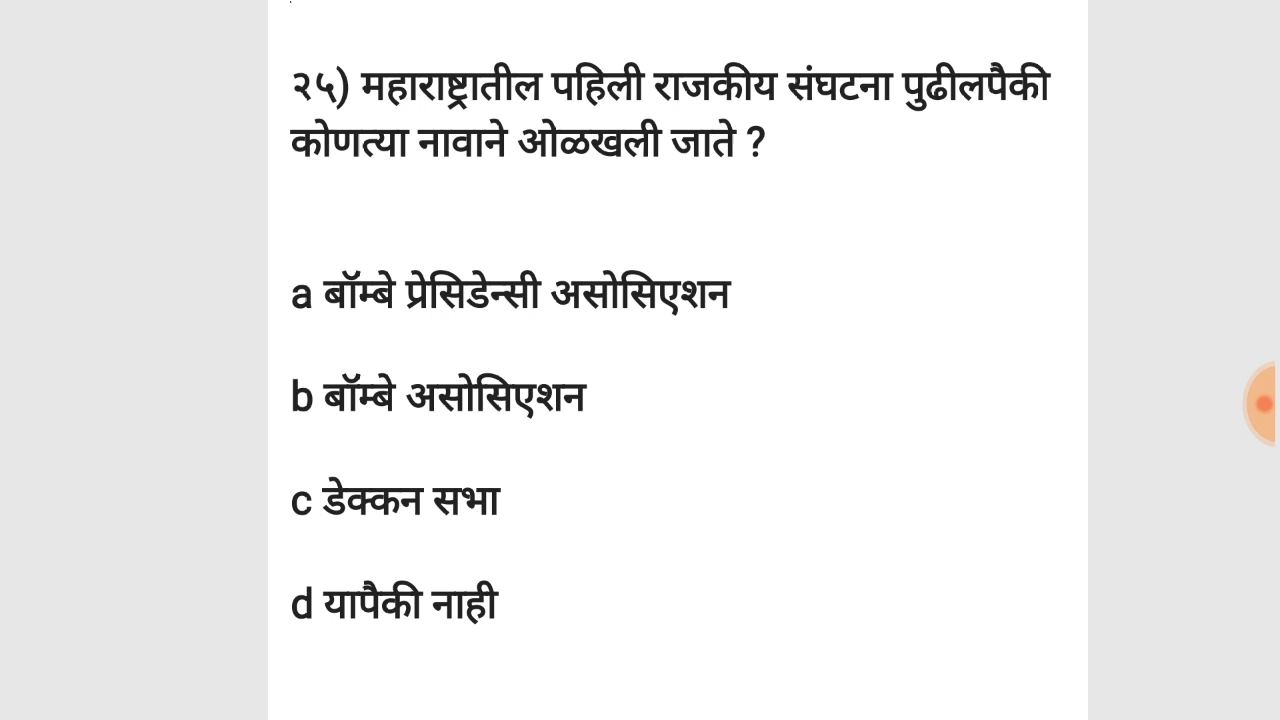 २५) महाराष्ट्रातील पहिली राजकीय संघटना पुढीलपैकी
कोणत्या नावाने ओळखली जाते ?
a बॉम्बे प्रेसिडेन्सी असोसिएशन
b बॉम्बे असोसिएशन
c डेक्कन सभा
d यापैकी नाही